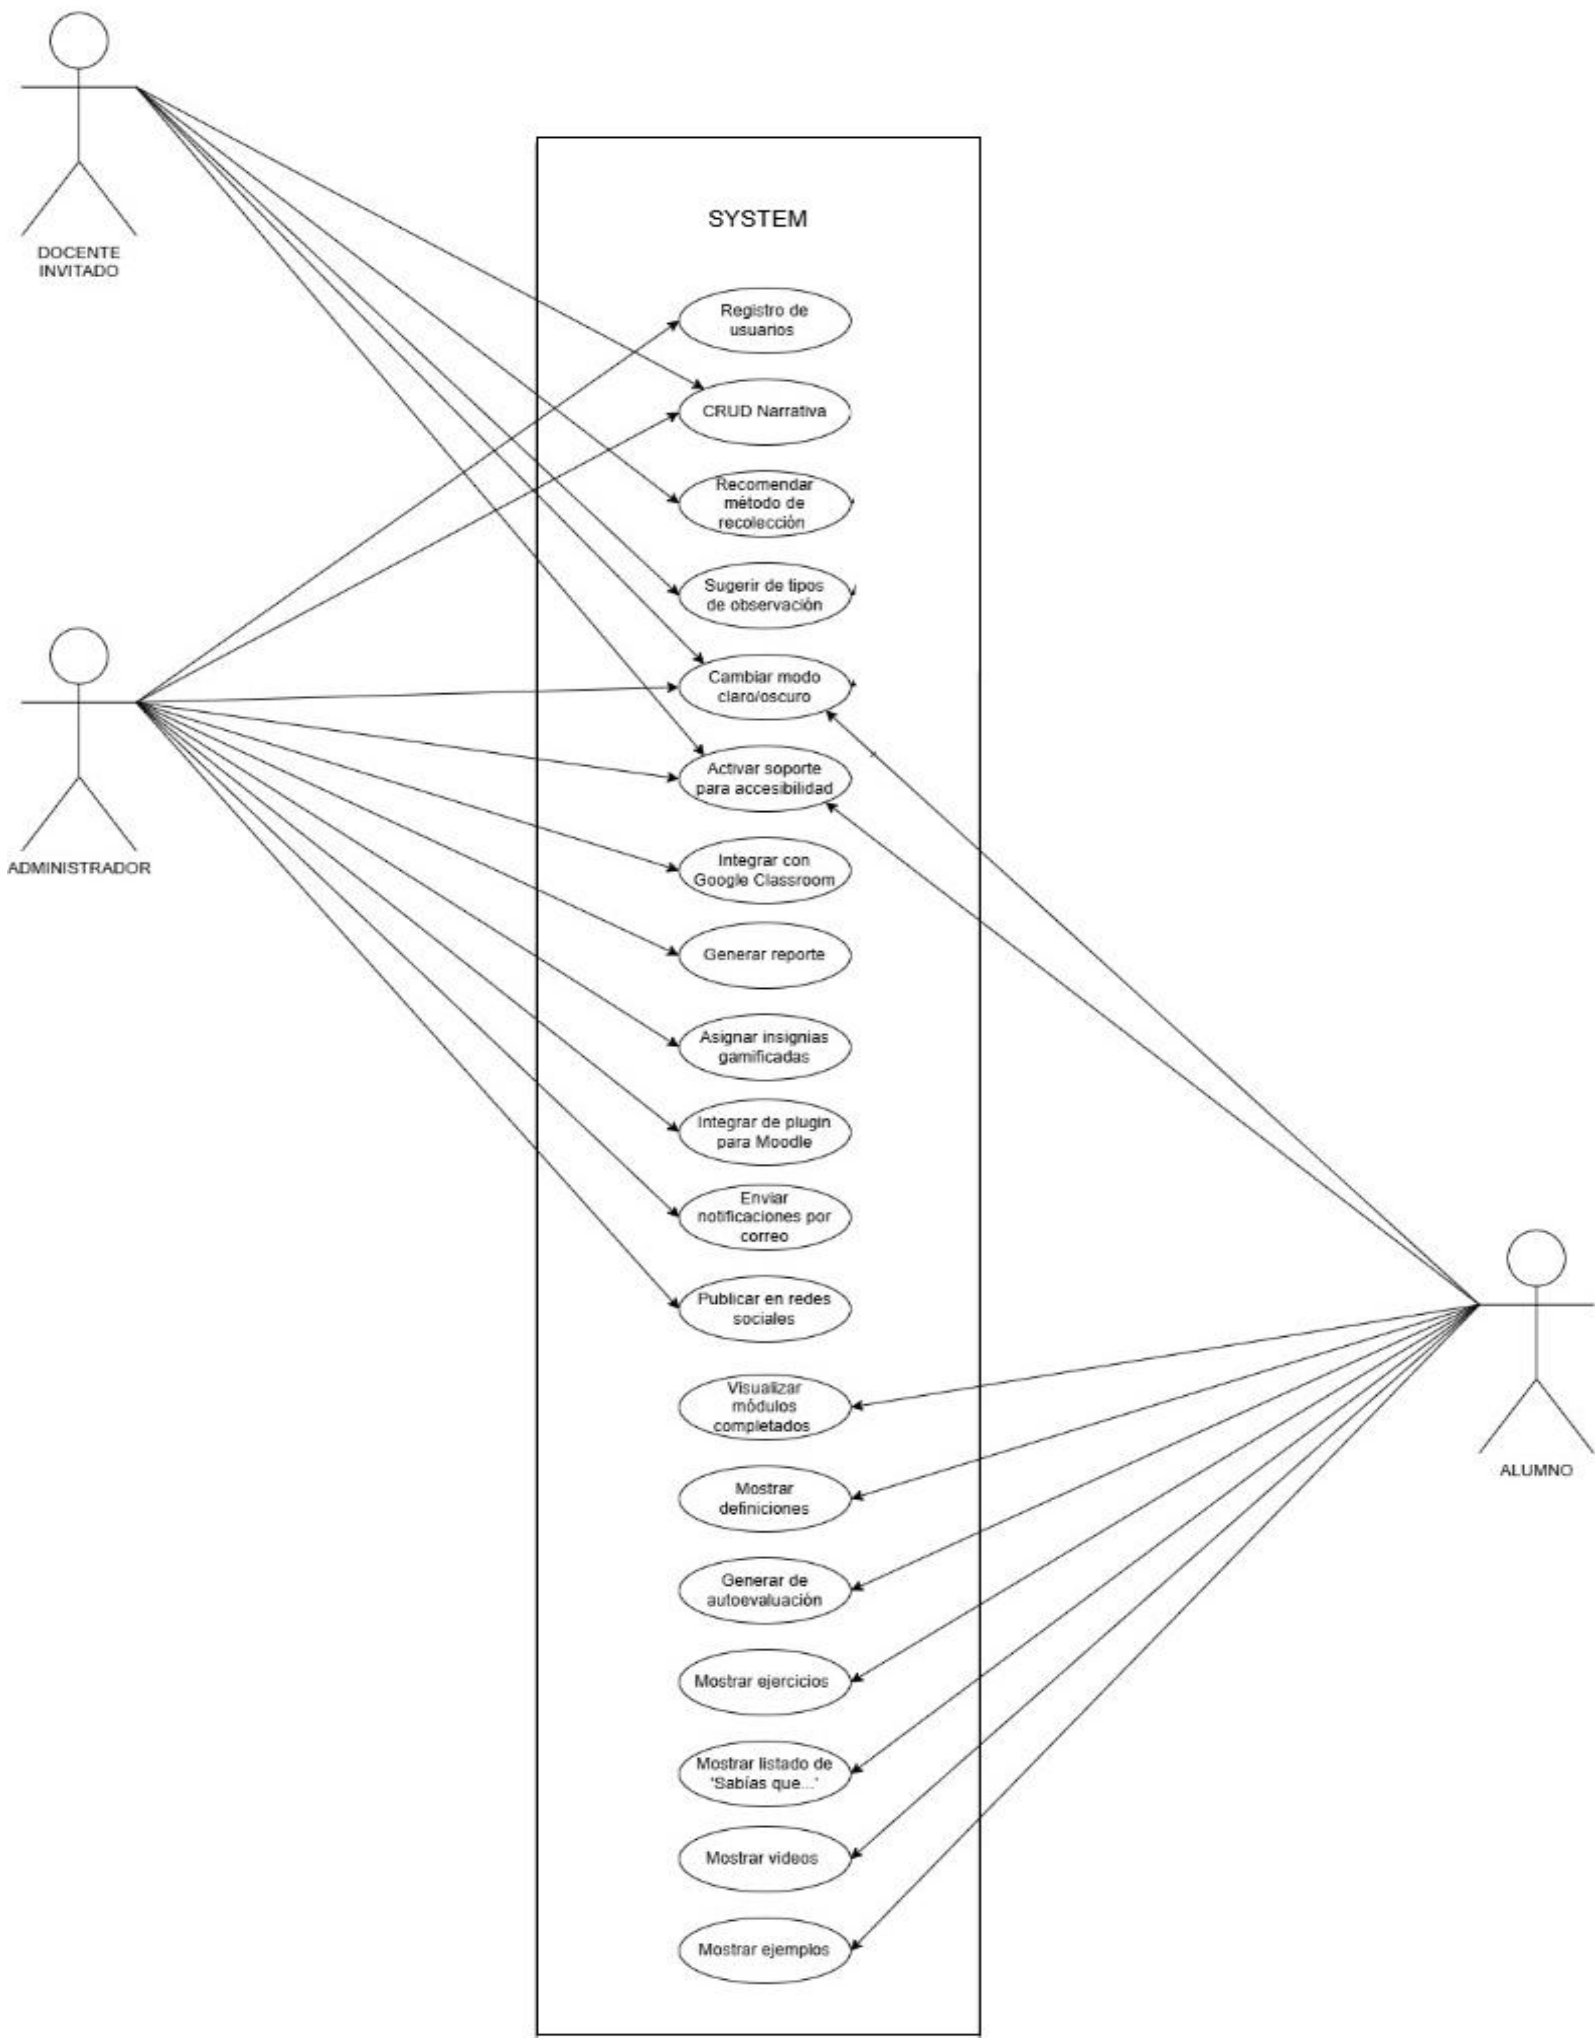 DOCENTE
INVITADO
SYSTEM
Registro de
usuarios
CRUD Narrativa
Recomendar
método de
recolección
Sugerir de tipos
de observación
Cambiar modo
claro/oscuro
Activar soporte
para accesibilidad
ADMINISTRADOR
Integrar con
Google Classroom
Generar reporte
Asignar insignias
gamificadas
Integrar de plugin
para Moodle
Enviar
notificaciones por
correo
Publicar en redes
sociales
Visualizar
módulos
completados
ALUMNO
Mostrar
definiciones
Generar de
autoevaluación
Mostrar ejercicios
Mostrar listado de
'Sabías que...'
Mostrar videos
Mostrar ejemplos